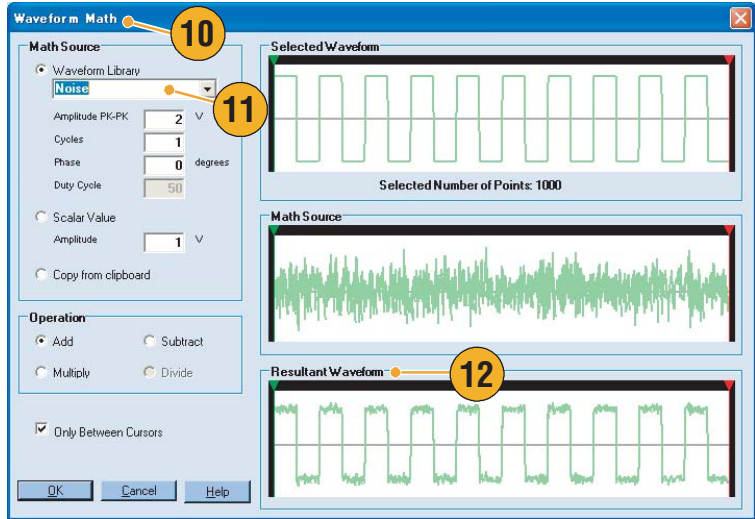 Waveform Math
10
Math Source
Waveform Library
Noise
11
Amplitude PK-PK 2 V
Cycles 1
Phase 0 degrees
Duty Cycle 50
Scalar Value
Amplitude 1 V
Copy from clipboard
Operation
Add Subtract
Multiply Divide
Only Between Cursors
OK Cancel Help
Selected Waveform
Selected Number of Points: 1000
Math Source
Resultant Waveform
12